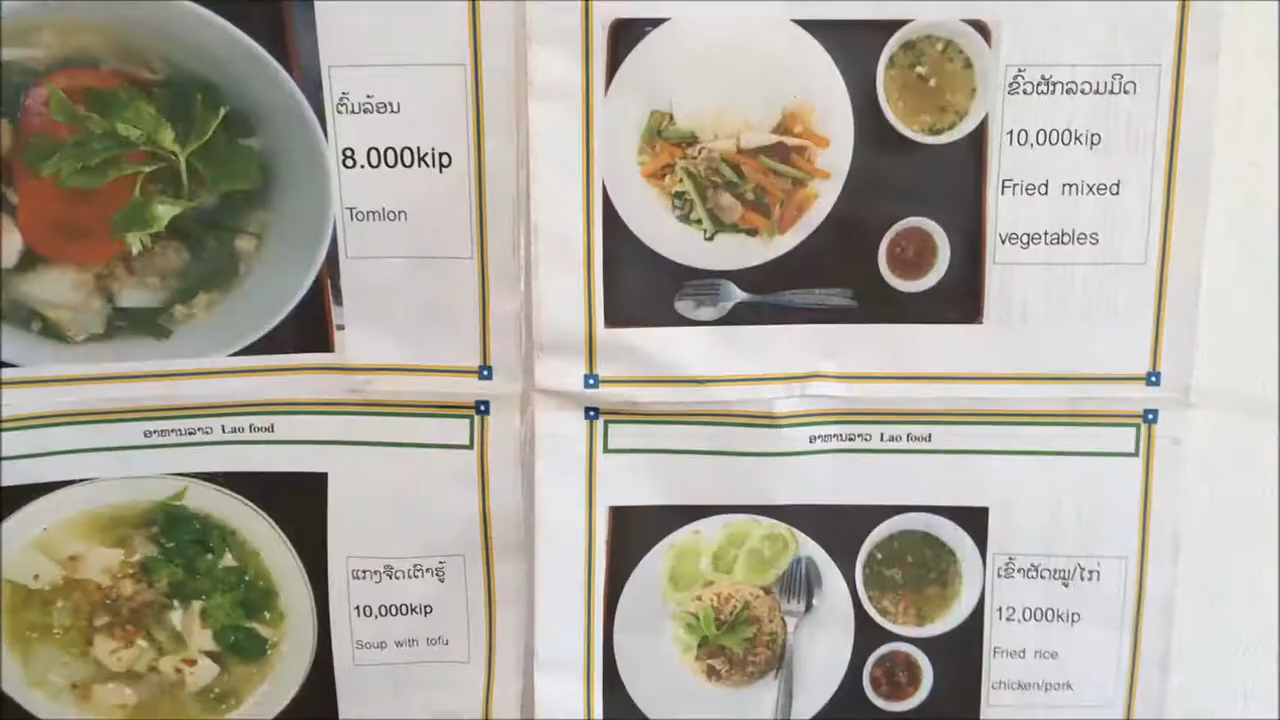 ຕົ້ມລ້ອນ
8.000kip
Tomlon
ຂົ້ວຜັກລວມມິດ
10,000kip
Fried mixed
vegetables
ອາຫານລາວ Lao food
ແກງຈືດເຕົາຮູ້
10,000kip
Soup with tofu
ອາຫານລາວ Lao food
ເຂົ້າຜັດໝູ/ໄກ່
12,000kip
Fried rice
chicken/pork